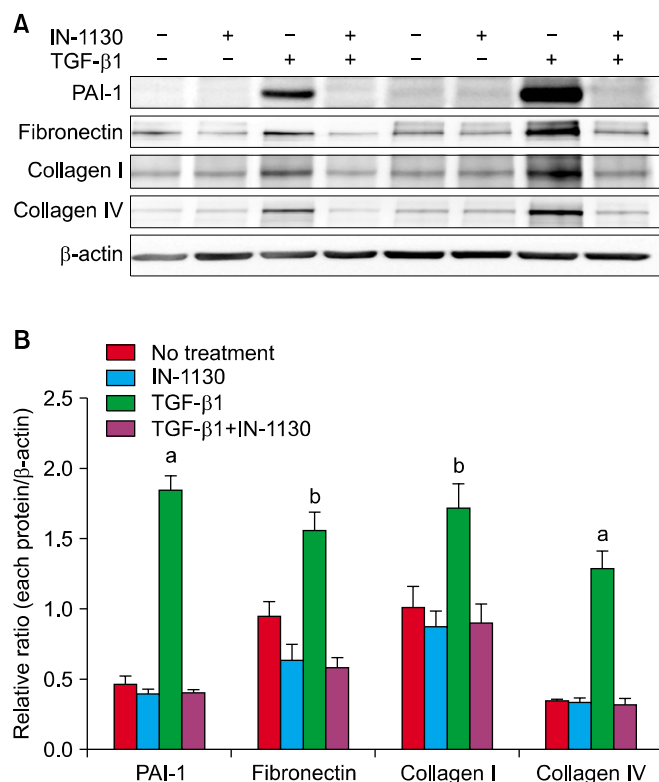 A
IN-1130 – + – + – + – +
TGF-β1 – – + + – – + +
PAI-1
Fibronectin
Collagen I
Collagen IV
β-actin
B
No treatment
IN-1130
TGF-β1
TGF-β1+IN-1130
Relative ratio (each protein/β-actin)
2.5
2.0
1.5
1.0
0.5
0.0
a
b
b
a
PAI-1 Fibronectin Collagen I Collagen IV